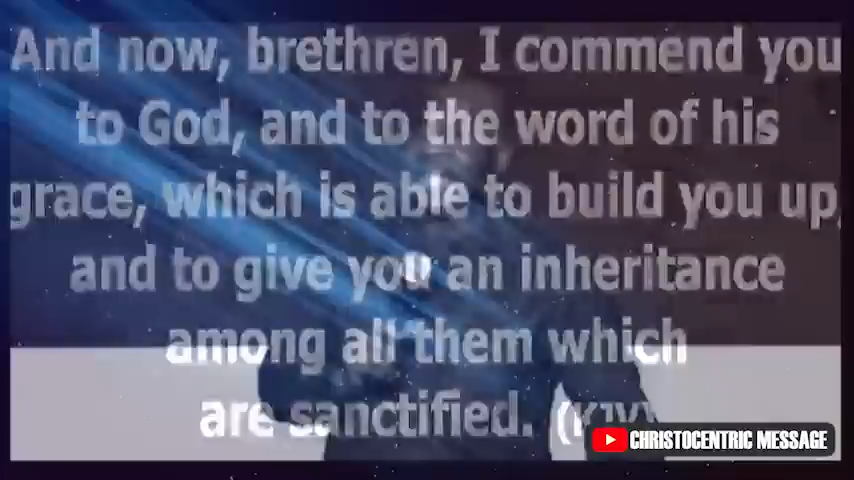 And now, brethren, I commend you
to God, and to the word of his
grace, which is able to build you up,
and to give you an inheritance
among all them which
are sanctified. (KJV)
CHRISTOCENTRIC MESSAGE